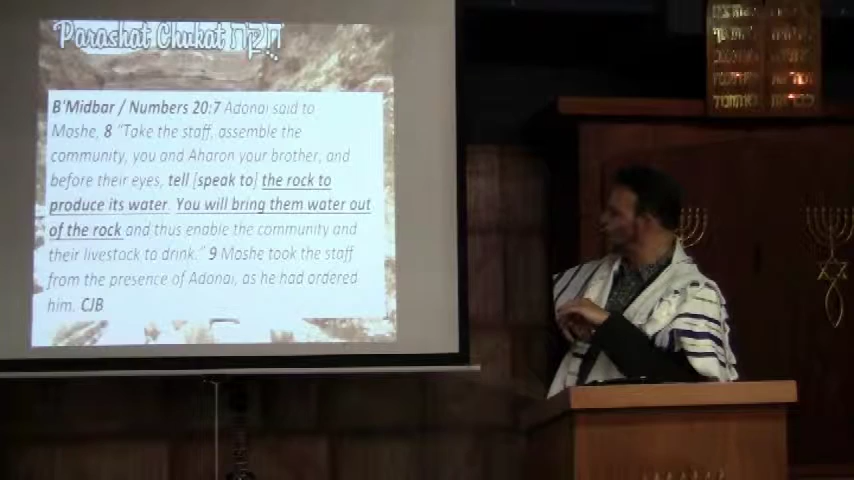 Parashat Chukat חֻקַּת
B'Midbar / Numbers 20:7 Adonai said to
Moshe, 8 "Take the staff, assemble the
community, you and Aharon your brother, and
before their eyes, tell [speak to] the rock to
produce its water. You will bring them water out
of the rock and thus enable the community and
their livestock to drink." 9 Moshe took the staff
from the presence of Adonai, as he had ordered
him. CJB